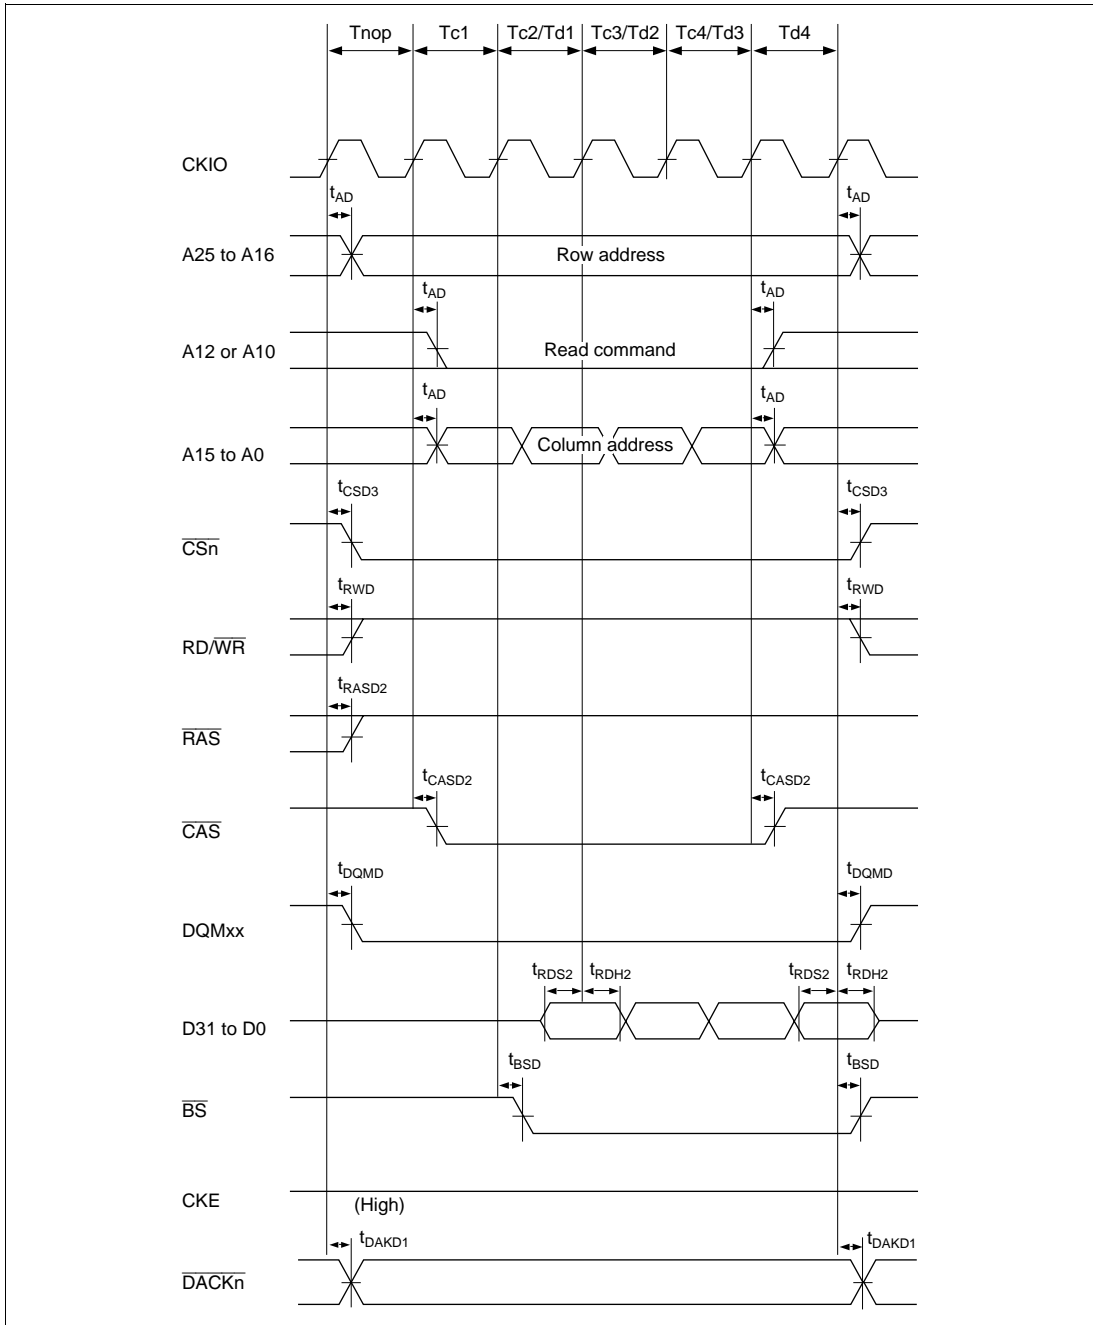 Tnop Tc1 Tc2/Td1 Tc3/Td2 Tc4/Td3 Td4
CKIO
tAD tAD
A25 to A16 Row address
tAD tAD
A12 or A10 Read command
tAD tAD
A15 to A0 Column address
tCSD3 tCSD3
CSn
tRWD tRWD
RD/WR
tRASD2
RAS
tCASD2 tCASD2
CAS
tDQMD tDQMD
DQMxx
tRDS2 tRDH2 tRDS2 tRDH2
D31 to D0
tBSD tBSD
BS
CKE (High)
tDAKD1 tDAKD1
DACKn